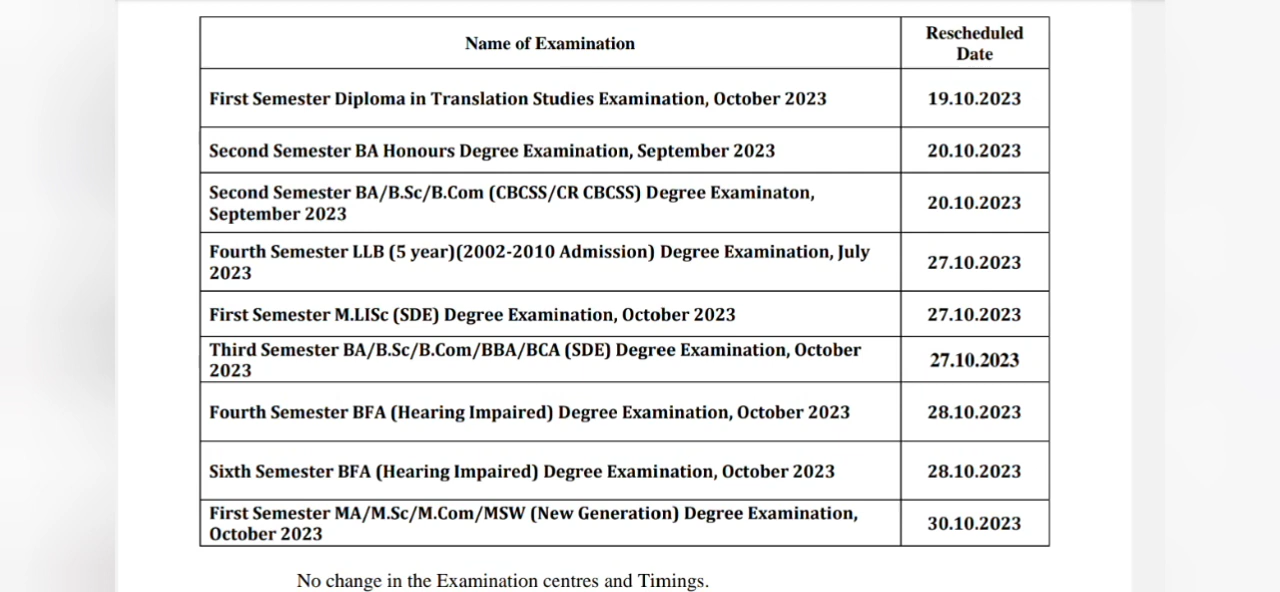 Name of Examination
Rescheduled
Date
First Semester Diploma in Translation Studies Examination, October 2023
19.10.2023
Second Semester BA Honours Degree Examination, September 2023
20.10.2023
Second Semester BA/B.Sc/B.Com (CBCSS/CR CBCSS) Degree Examinaton,
September 2023
20.10.2023
Fourth Semester LLB (5 year)(2002-2010 Admission) Degree Examination, July
2023
27.10.2023
First Semester M.LISc (SDE) Degree Examination, October 2023
27.10.2023
Third Semester BA/B.Sc/B.Com/BBA/BCA (SDE) Degree Examination, October
2023
27.10.2023
Fourth Semester BFA (Hearing Impaired) Degree Examination, October 2023
28.10.2023
Sixth Semester BFA (Hearing Impaired) Degree Examination, October 2023
28.10.2023
First Semester MA/M.Sc/M.Com/MSW (New Generation) Degree Examination,
October 2023
30.10.2023
No change in the Examination centres and Timings.